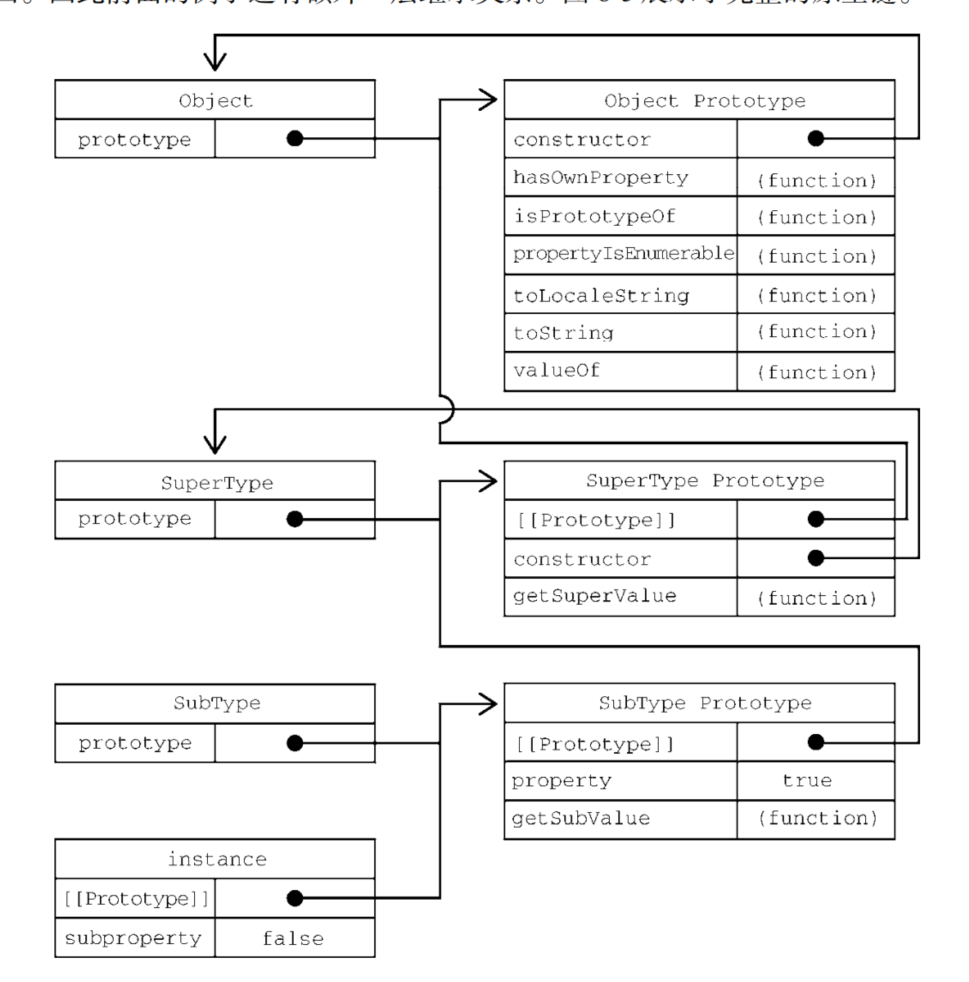 Object
prototype
Object Prototype
constructor
hasOwnProperty (function)
isPrototypeOf (function)
propertyIsEnumerable (function)
toLocaleString (function)
toString (function)
valueOf (function)
SuperType
prototype
SuperType Prototype
[[Prototype]]
constructor
getSuperValue (function)
SubType
prototype
SubType Prototype
[[Prototype]]
property true
getSubValue (function)
instance
[[Prototype]]
subproperty false